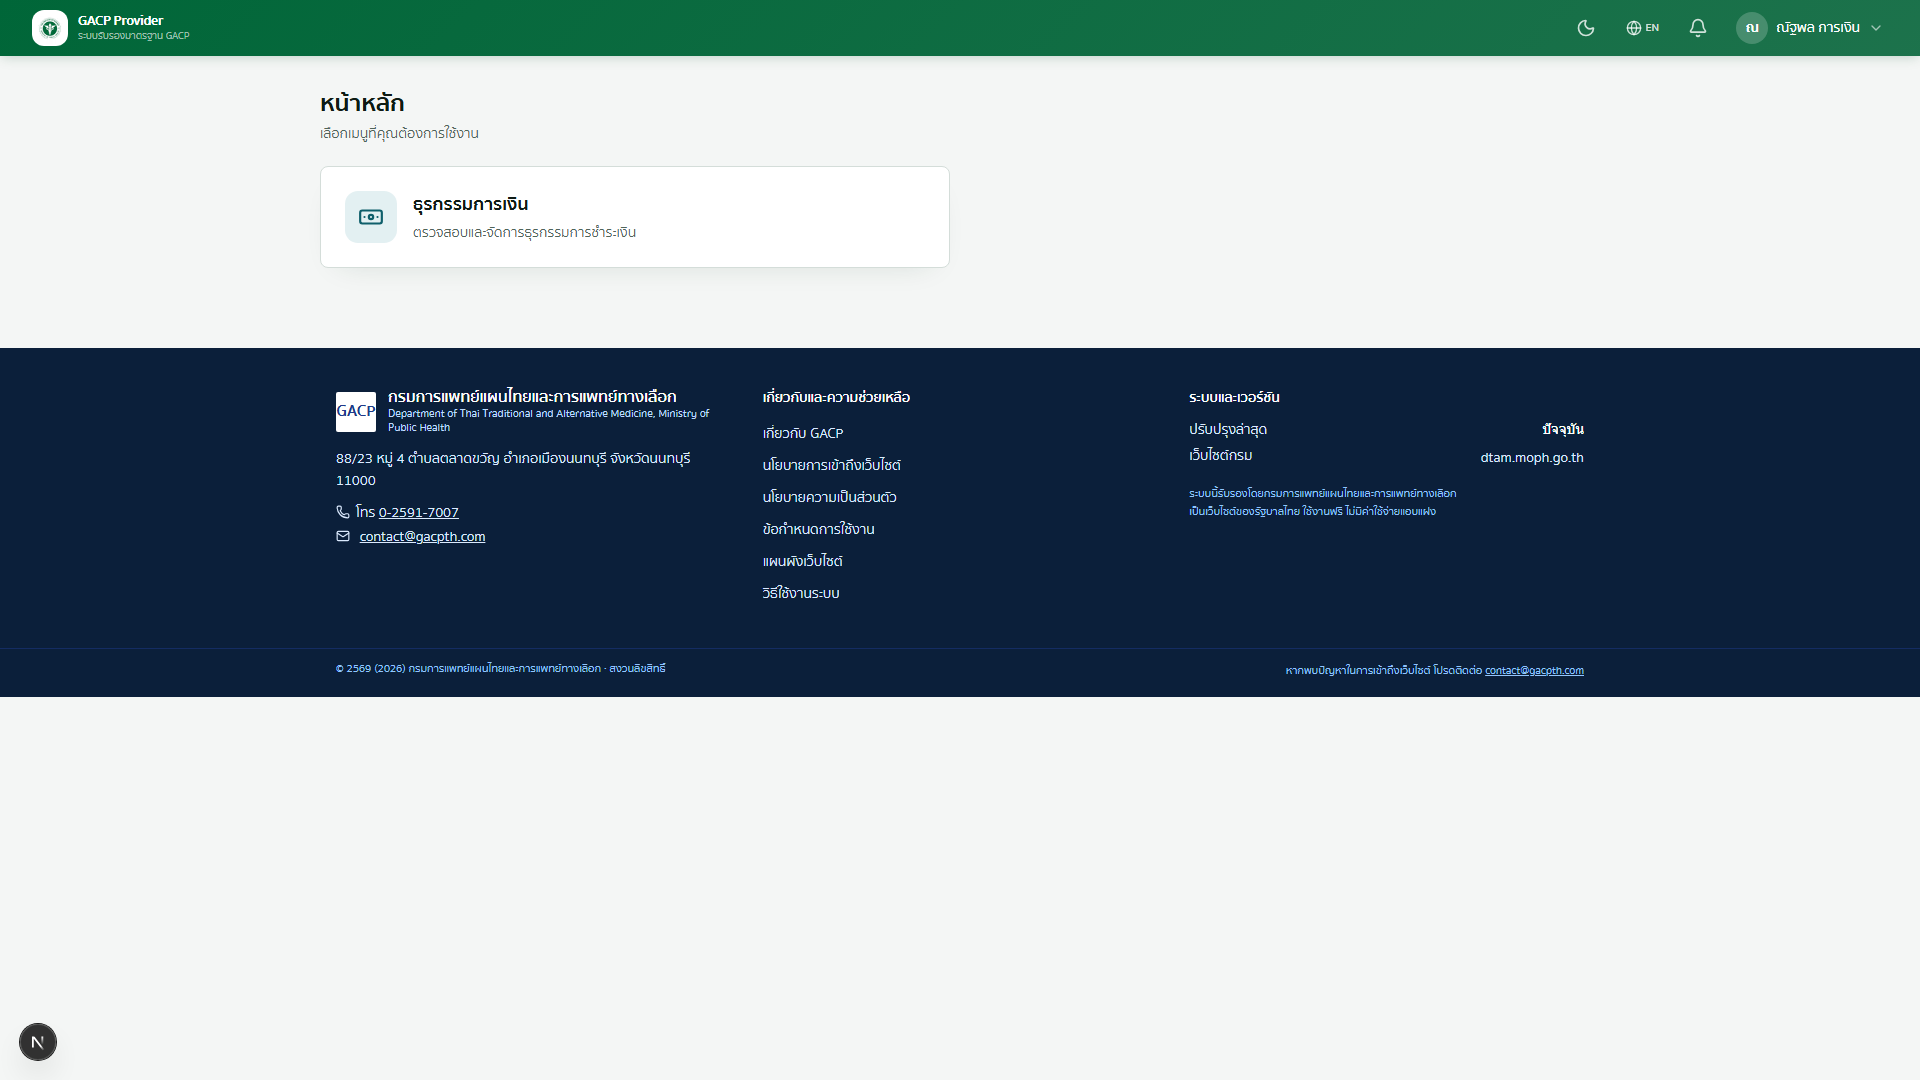 GACP Provider
ระบบรับรองมาตรฐาน GACP
EN
ณ
ณัฐพล การเงิน
หน้าหลัก
เลือกเมนูที่คุณต้องการใช้งาน
ธุรกรรมการเงิน
ตรวจสอบและจัดการธุรกรรมการชำระเงิน
GACP
กรมการแพทย์แผนไทยและการแพทย์ทางเลือก
Department of Thai Traditional and Alternative Medicine, Ministry of
Public Health
88/23 หมู่ 4 ตำบลตลาดขวัญ อำเภอเมืองนนทบุรี จังหวัดนนทบุรี
11000
โทร 0-2591-7007
contact@gacpth.com
เกี่ยวกับและความช่วยเหลือ
เกี่ยวกับ GACP
นโยบายการเข้าถึงเว็บไซต์
นโยบายความเป็นส่วนตัว
ข้อกำหนดการใช้งาน
แผนผังเว็บไซต์
วิธีใช้งานระบบ
ระบบและเวอร์ชัน
ปรับปรุงล่าสุด ปัจจุบัน
เว็บไซต์กรม dtam.moph.go.th
ระบบนี้รับรองโดยกรมการแพทย์แผนไทยและการแพทย์ทางเลือก
เป็นเว็บไซต์ของรัฐบาลไทย ใช้งานฟรี ไม่มีค่าใช้จ่ายแอบแฝง
© 2569 (2026) กรมการแพทย์แผนไทยและการแพทย์ทางเลือก · สงวนลิขสิทธิ์
หากพบปัญหาในการเข้าถึงเว็บไซต์ โปรดติดต่อ contact@gacpth.com
N